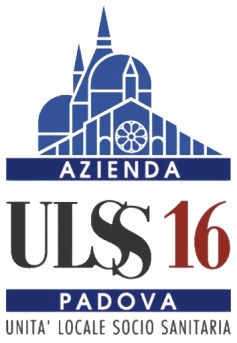 AZIENDA
ULSS 16
PADOVA
UNITA' LOCALE SOCIO SANITARIA